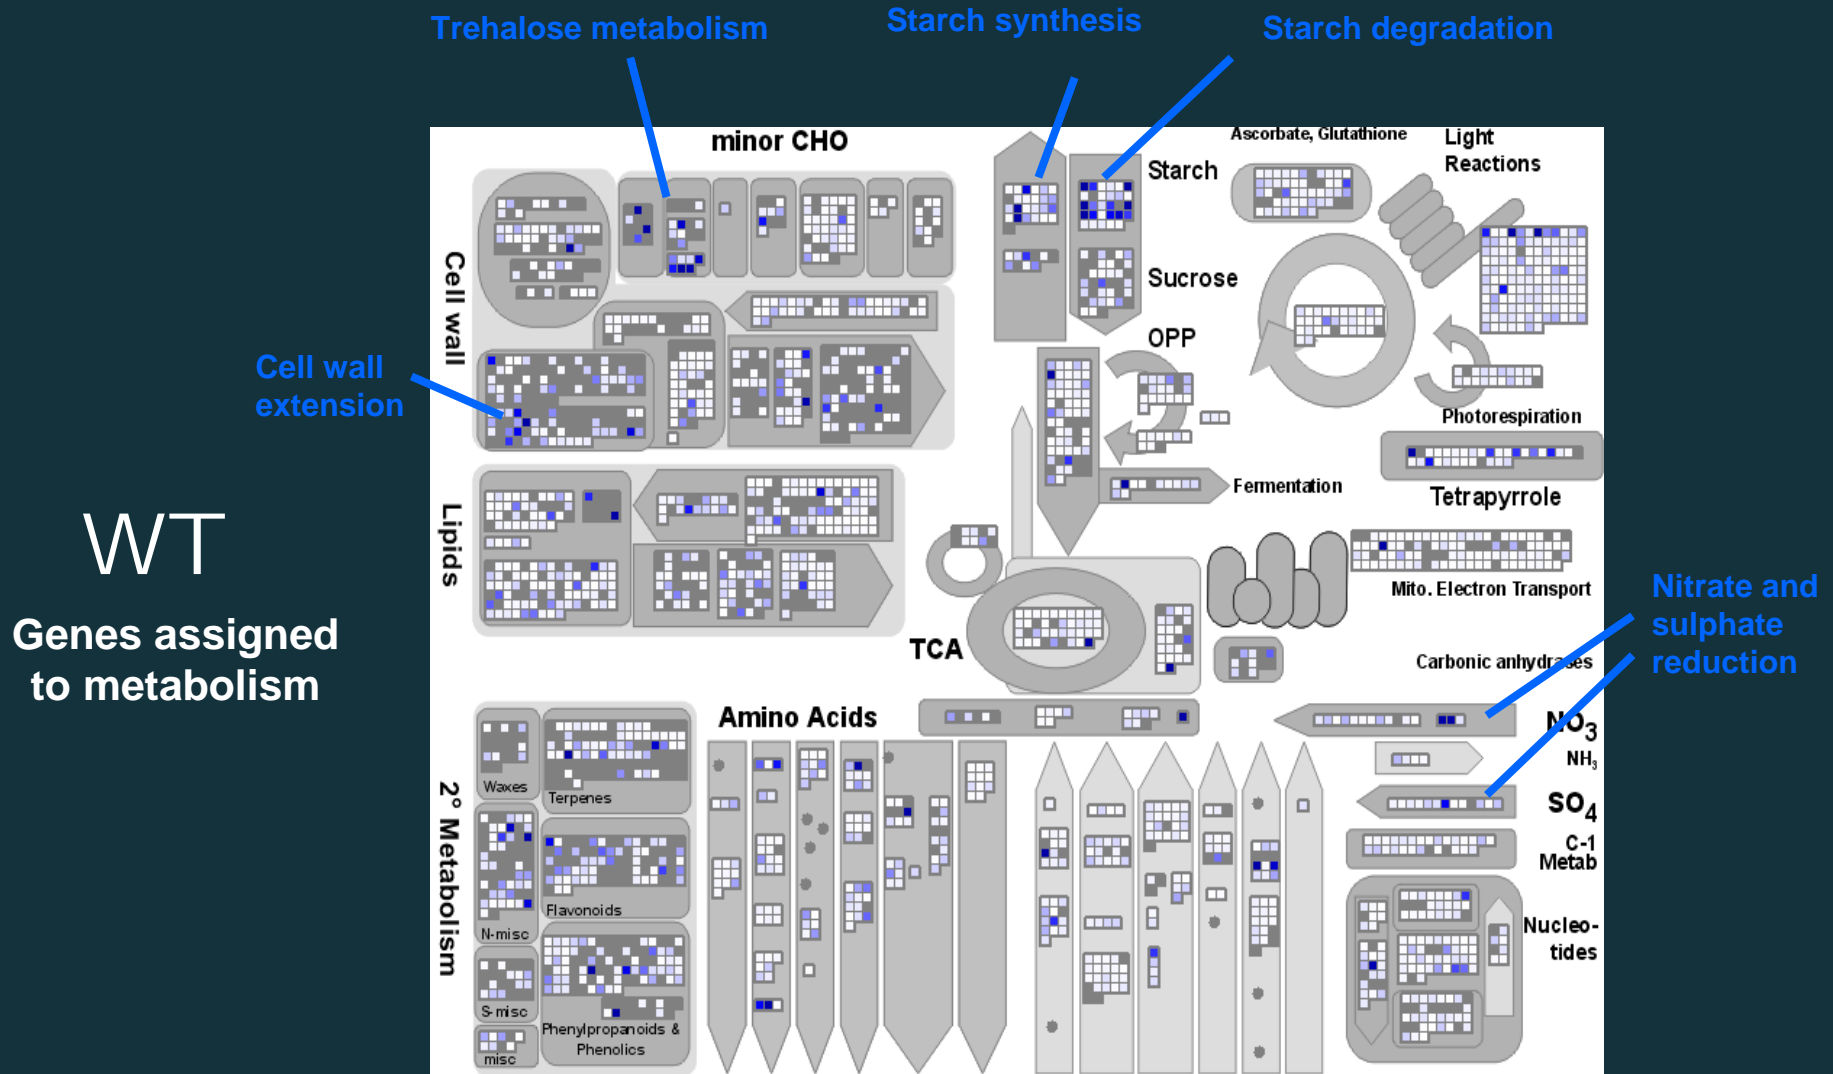 Trehalose metabolism
Starch synthesis
Starch degradation
minor CHO
Ascorbate, Glutathione
Light
Reactions
Starch
Cell wall
Sucrose
OPP
Cell wall
extension
Photorespiration
Fermentation
Tetrapyrrole
Lipids
WT
Genes assigned
to metabolism
Mito. Electron Transport
Nitrate and
sulphate
reduction
TCA
Carbonic anhydrases
Amino Acids
NO3
NH3
Waxes
Terpenes
SO4
2° Metabolism
C-1
Metab
Flavonoids
N-misc
Nucleo-
tides
S-misc
Phenylpropanoids &
Phenolics
misc